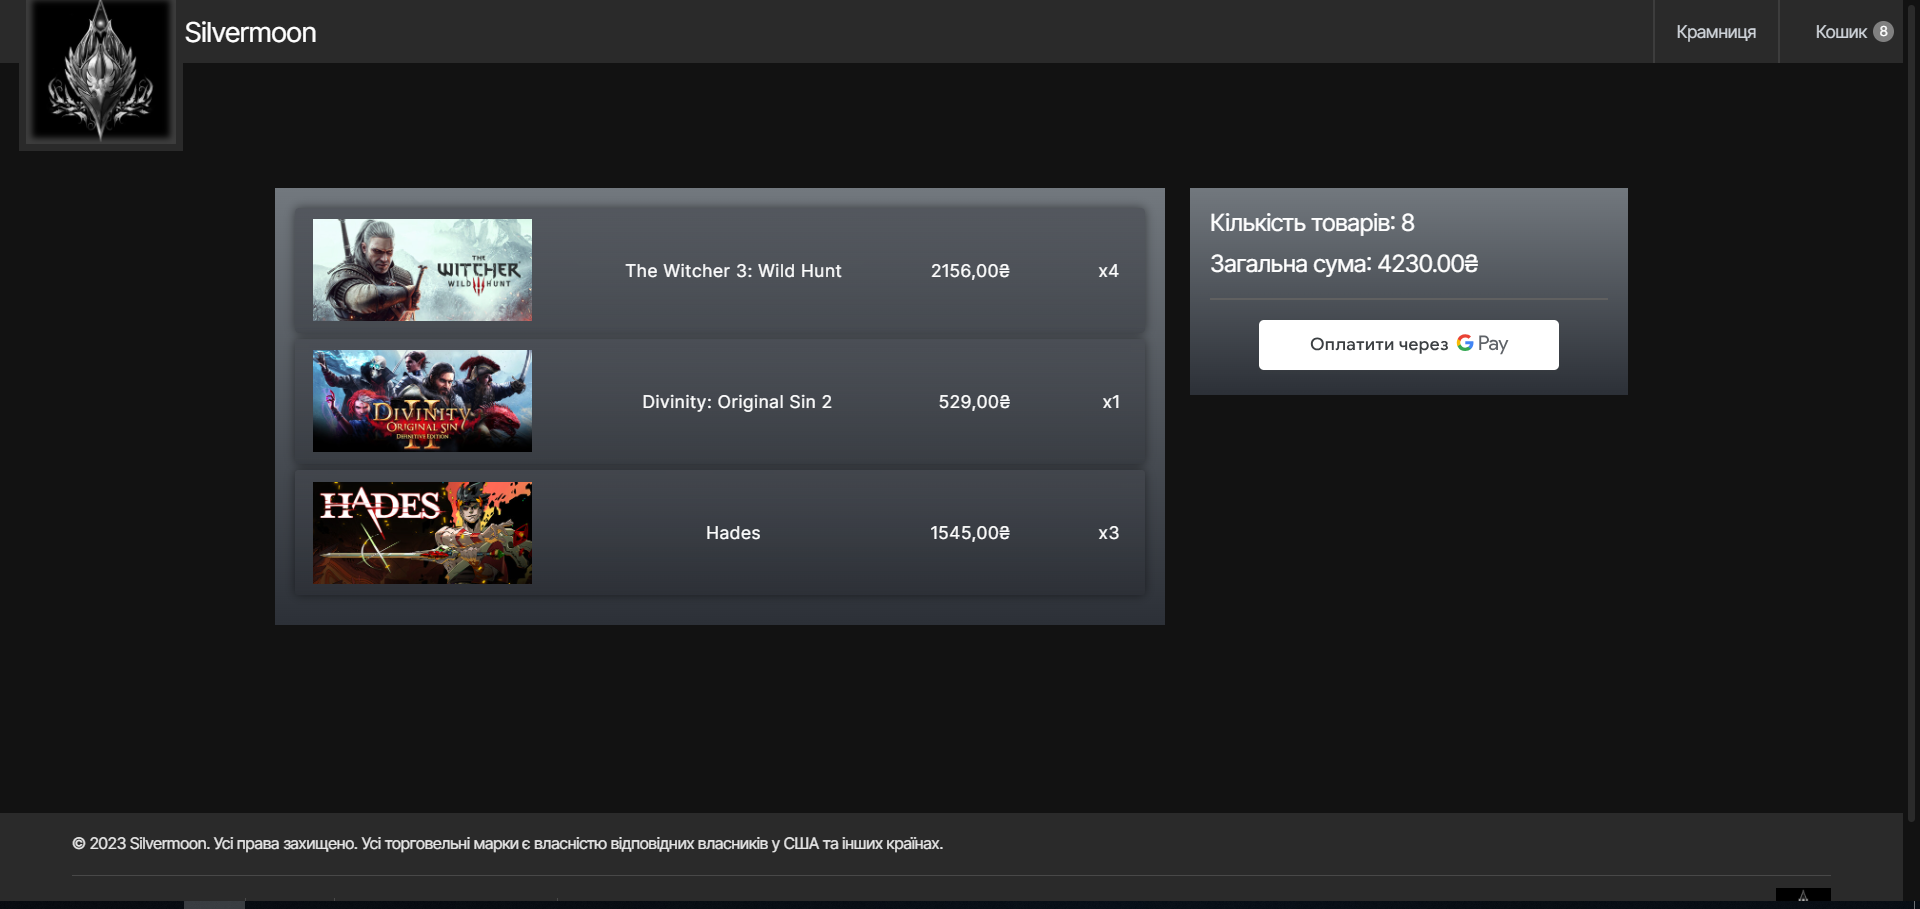 Silvermoon
Крамниця
Кошик 8
THE
WITCHER
WILD HUNT
The Witcher 3: Wild Hunt 2156,00₴ x4
DIVINITY
II
ORIGINAL SIN
DEFINITIVE EDITION
Divinity: Original Sin 2 529,00₴ x1
HADES
Hades 1545,00₴ x3
Кількість товарів: 8
Загальна сума: 4230.00₴
Оплатити через G Pay
© 2023 Silvermoon. Усі права захищено. Усі торговельні марки є власністю відповідних власників у США та інших країнах.